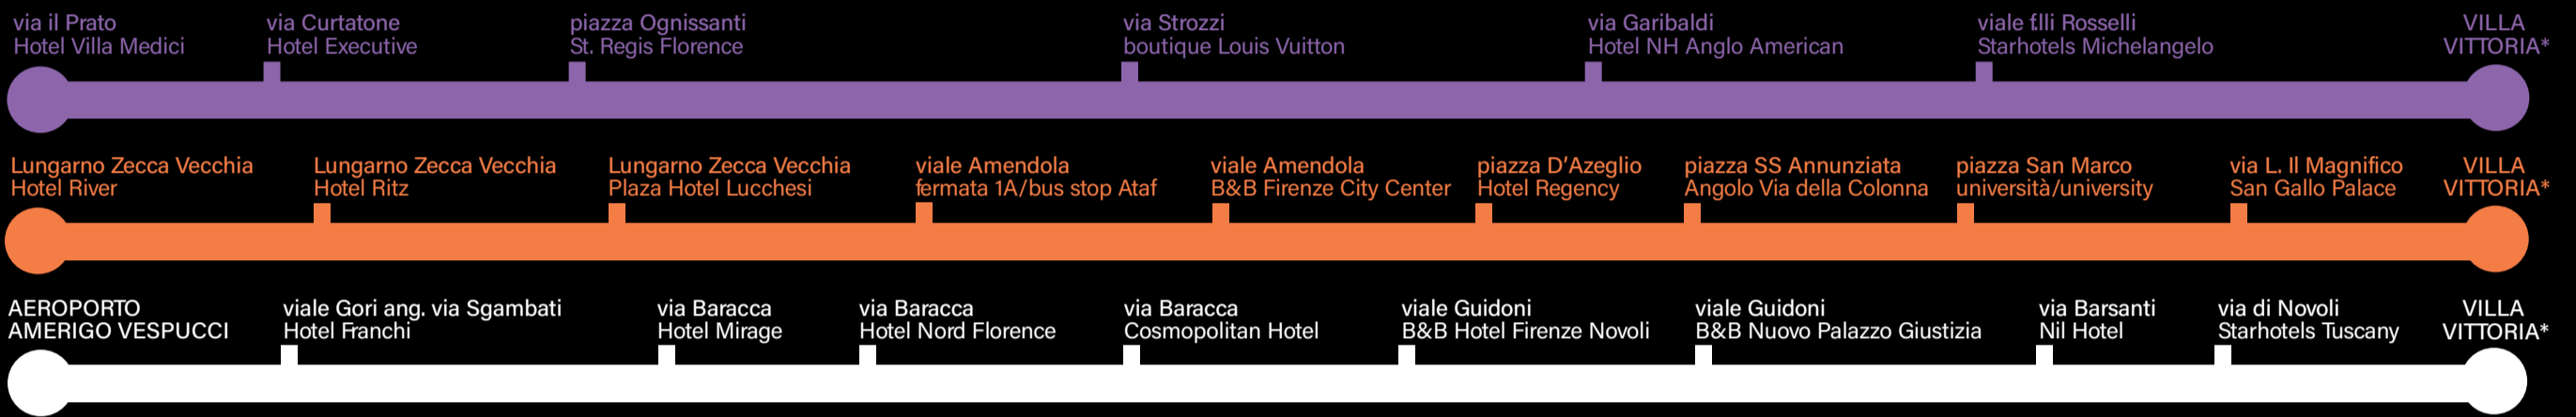 via il Prato
Hotel Villa Medici
via Curtatone
Hotel Executive
piazza Ognissanti
St. Regis Florence
via Strozzi
boutique Louis Vuitton
via Garibaldi
Hotel NH Anglo American
viale f.lli Rosselli
Starhotels Michelangelo
VILLA
VITTORIA*
Lungarno Zecca Vecchia
Hotel River
Lungarno Zecca Vecchia
Hotel Ritz
Lungarno Zecca Vecchia
Plaza Hotel Lucchesi
viale Amendola
fermata 1A/bus stop Ataf
viale Amendola
B&B Firenze City Center
piazza D'Azeglio
Hotel Regency
piazza SS Annunziata
Angolo Via della Colonna
piazza San Marco
università/university
via L. Il Magnifico
San Gallo Palace
VILLA
VITTORIA*
AEROPORTO
AMERIGO VESPUCCI
viale Gori ang. via Sgambati
Hotel Franchi
via Baracca
Hotel Mirage
via Baracca
Hotel Nord Florence
via Baracca
Cosmopolitan Hotel
viale Guidoni
B&B Hotel Firenze Novoli
viale Guidoni
B&B Nuovo Palazzo Giustizia
via Barsanti
Nil Hotel
via di Novoli
Starhotels Tuscany
VILLA
VITTORIA*